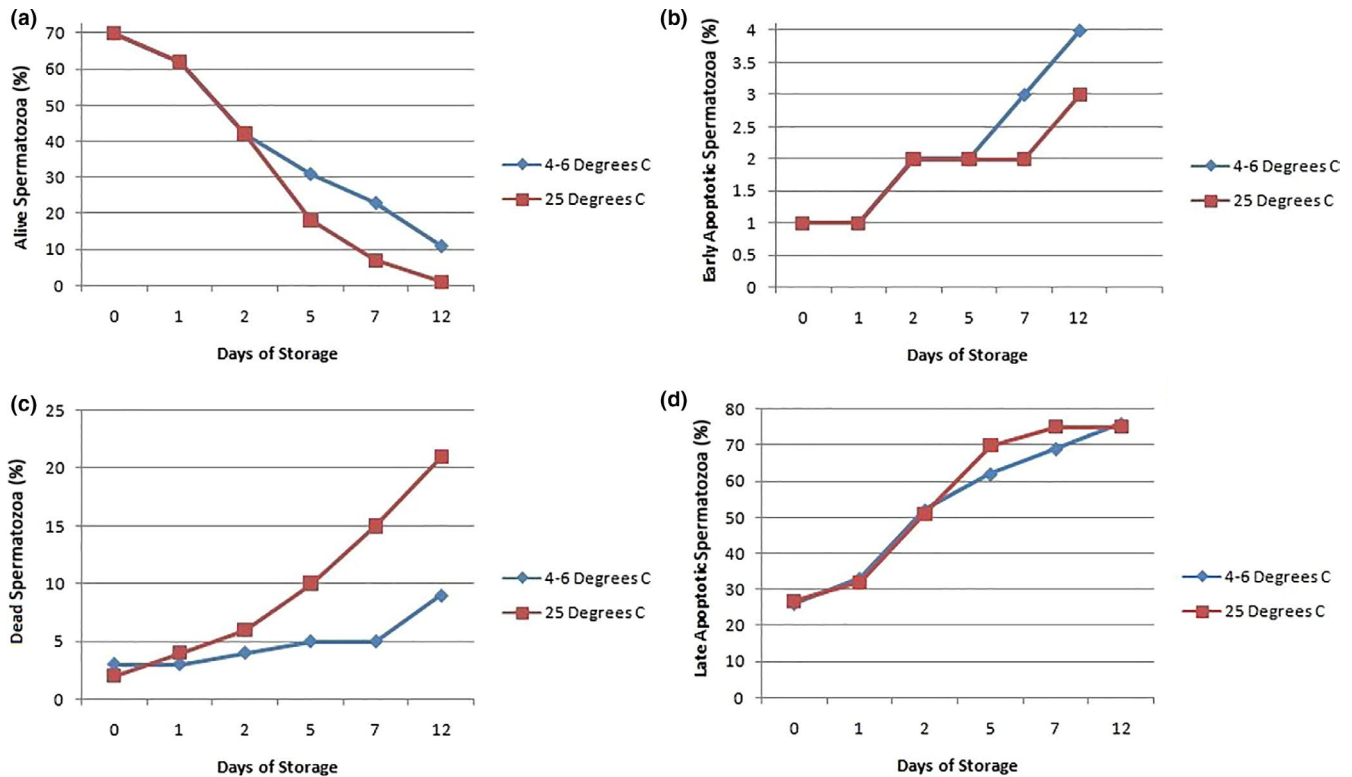 (a)
Alive Spermatozoa (%)
70
60
50
40
30
20
10
0
0 1 2 5 7 12
Days of Storage
4-6 Degrees C
25 Degrees C
(b)
Early Apoptotic Spermatozoa (%)
4
3.5
3
2.5
2
1.5
1
0.5
0
0 1 2 5 7 12
Days of Storage
4-6 Degrees C
25 Degrees C
(c)
Dead Spermatozoa (%)
25
20
15
10
5
0
0 1 2 5 7 12
Days of Storage
4-6 Degrees C
25 Degrees C
(d)
Late Apoptotic Spermatozoa (%)
80
70
60
50
40
30
20
10
0
0 1 2 5 7 12
Days of Storage
4-6 Degrees C
25 Degrees C